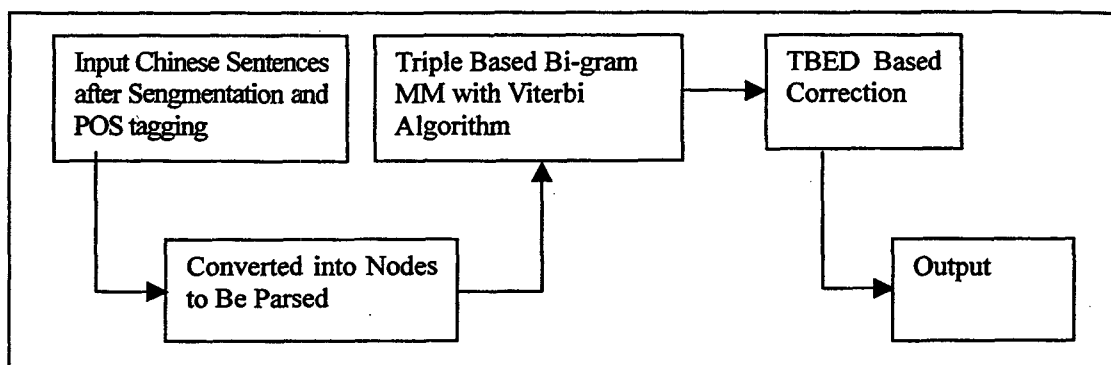 Input Chinese Sentences
after Sengmentation and
POS tagging
Converted into Nodes
to Be Parsed
Triple Based Bi-gram
MM with Viterbi
Algorithm
TBED Based
Correction
Output